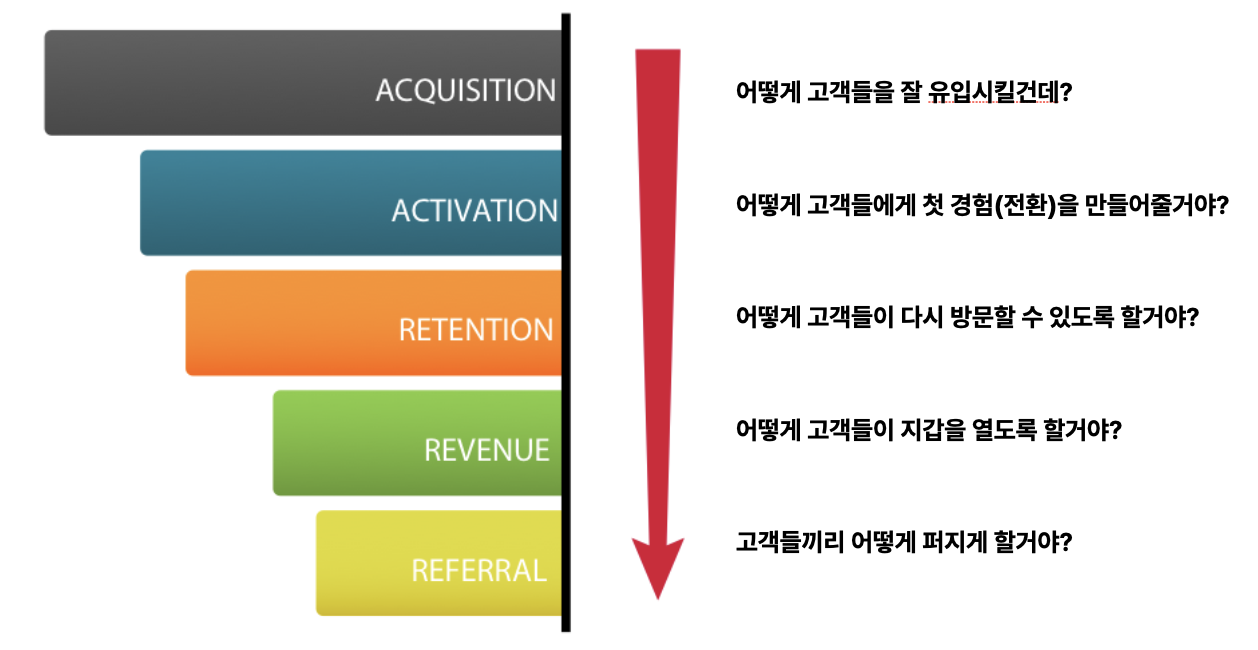 ACQUISITION
어떻게 고객들을 잘 유입시킬건데?
ACTIVATION
어떻게 고객들에게 첫 경험(전환)을 만들어줄거야?
RETENTION
어떻게 고객들이 다시 방문할 수 있도록 할거야?
REVENUE
어떻게 고객들이 지갑을 열도록 할거야?
REFERRAL
고객들끼리 어떻게 퍼지게 할거야?